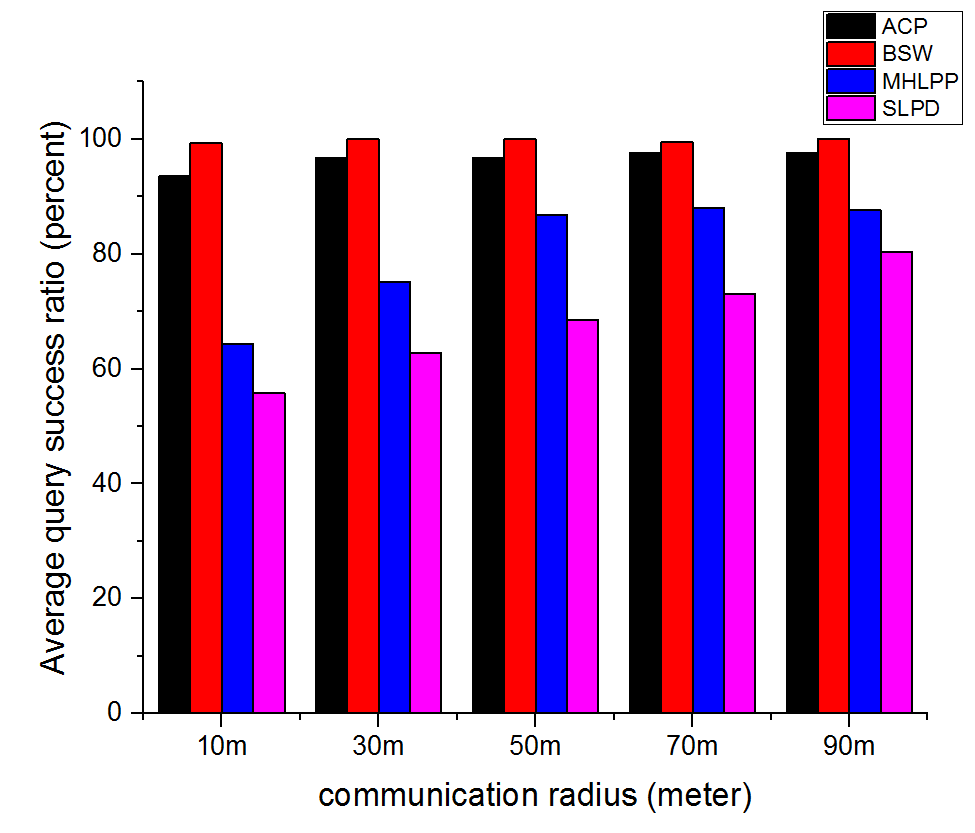 ACP
BSW
MHLPP
SLPD
Average query success ratio (percent)
100
80
60
40
20
0
10m 30m 50m 70m 90m
communication radius (meter)